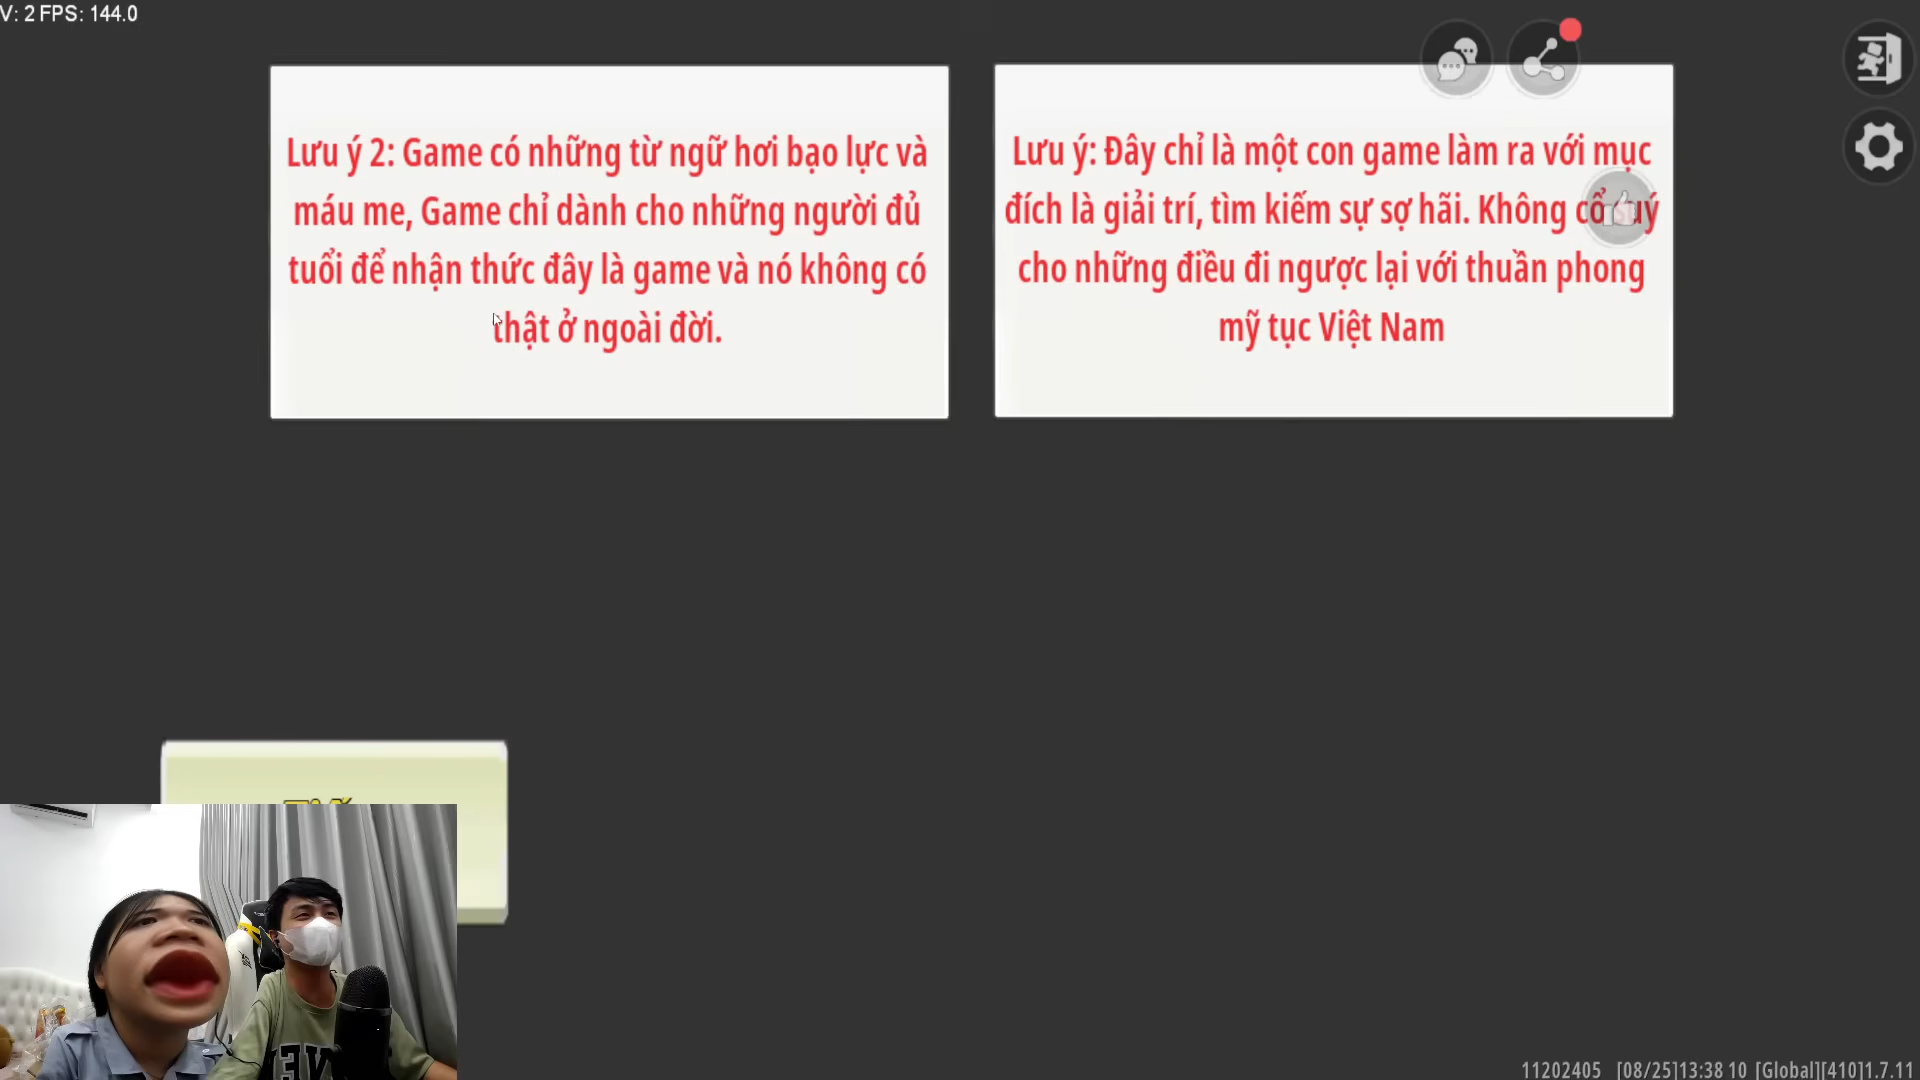 V: 2 FPS: 144.0
Lưu ý 2: Game có những từ ngữ hơi bạo lực và
máu me, Game chỉ dành cho những người đủ
tuổi để nhận thức đây là game và nó không có
thật ở ngoài đời.
Lưu ý: Đây chỉ là một con game làm ra với mục
đích là giải trí, tìm kiếm sự sợ hãi. Không cổ
cho những điều đi ngược lại với thuần phong
mỹ tục Việt Nam
11202405 [08/25]13:38 10 [Global][410]1.7.11